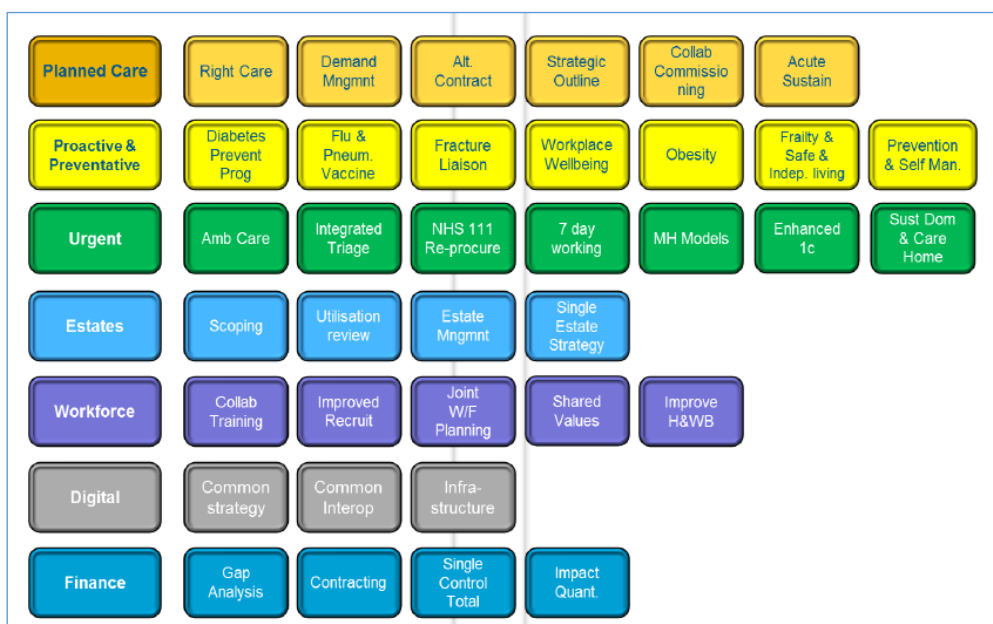 Planned Care
Right Care
Demand
Mngmnt
Alt.
Contract
Strategic
Outline
Collab
Commissio
ning
Acute
Sustain
Proactive &
Preventative
Diabetes
Prevent
Prog
Flu &
Pneum.
Vaccine
Fracture
Liaison
Workplace
Wellbeing
Obesity
Frailty &
Safe &
Indep. living
Prevention
& Self Man.
Urgent
Amb Care
Integrated
Triage
NHS 111
Re-procure
7 day
working
MH Models
Enhanced
1c
Sust Dom
& Care
Home
Estates
Scoping
Utilisation
review
Estate
Mngmnt
Single
Estate
Strategy
Workforce
Collab
Training
Improved
Recruit
Joint
W/F
Planning
Shared
Values
Improve
H&WB
Digital
Common
strategy
Common
Interop
Infra-
structure
Finance
Gap
Analysis
Contracting
Single
Control
Total
Impact
Quant.